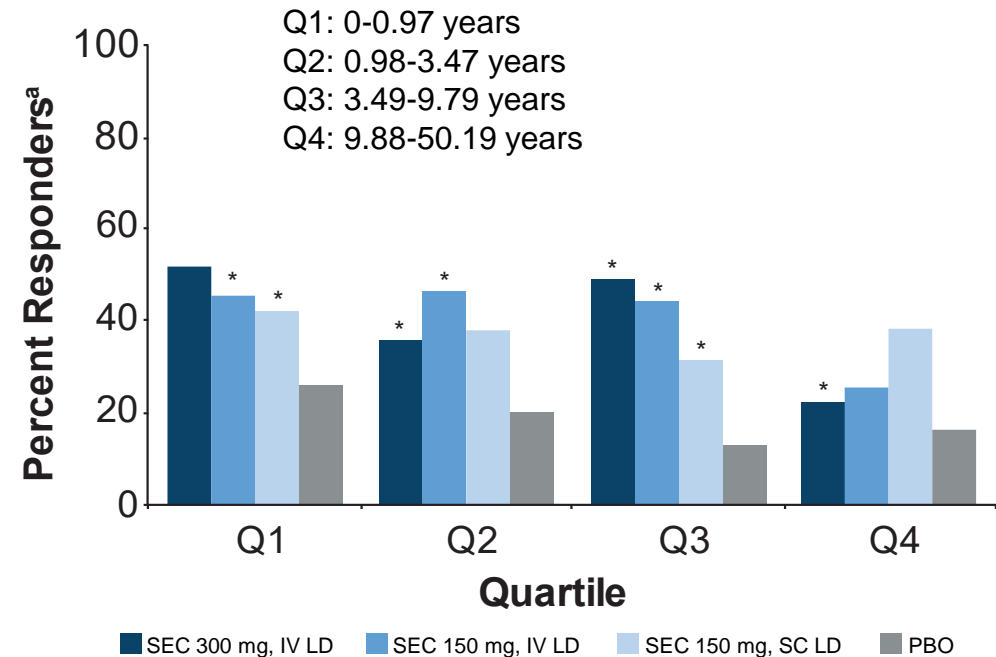 Q1: 0-0.97 years
Q2: 0.98-3.47 years
Q3: 3.49-9.79 years
Q4: 9.88-50.19 years
Percent Respondersª
100
80
60
40
20
0
* * * * * * * *
Q1 Q2 Q3 Q4
Quartile
SEC 300 mg, IV LD SEC 150 mg, IV LD SEC 150 mg, SC LD PBO